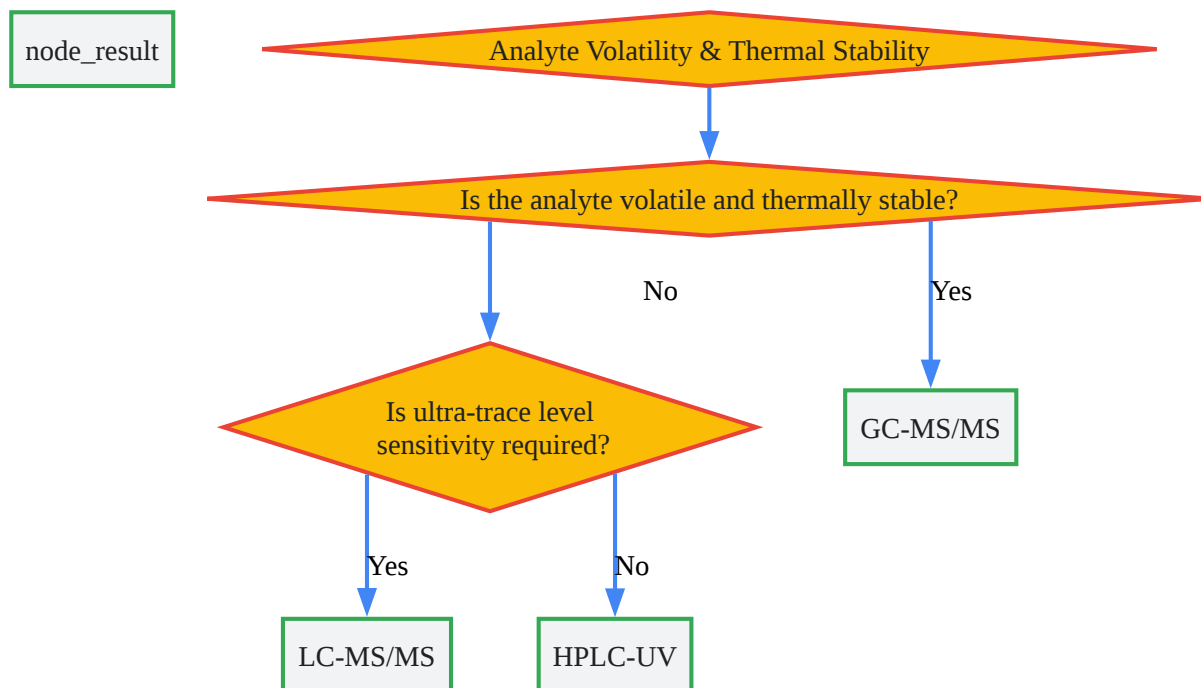 node_result
Analyte Volatility & Thermal Stability
Is the analyte volatile and thermally stable?
No
Yes
Is ultra-trace level
sensitivity required?
GC-MS/MS
Yes
No
LC-MS/MS
HPLC-UV